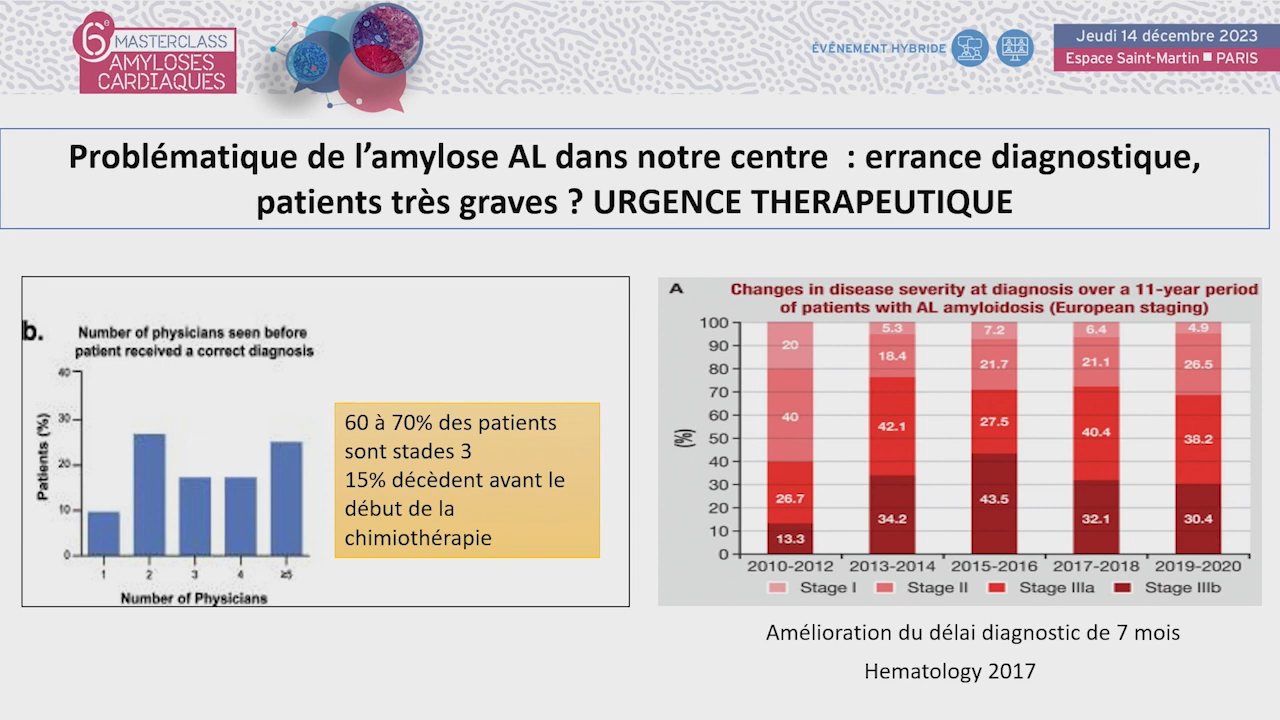 6e
MASTERCLASS
AMYLOSES
CARDIAQUES
ÉVÉNEMENT HYBRIDE
Jeudi 14 décembre 2023
Espace Saint-Martin ■ PARIS
Problématique de l’amylose AL dans notre centre : errance diagnostique,
patients très graves ? URGENCE THERAPEUTIQUE
b.
Number of physicians seen before
patient received a correct diagnosis
Patients (%)
40
30
20
10
0
1 2 3 4 ≥5
Number of Physicians
60 à 70% des patients
sont stades 3
15% décèdent avant le
début de la
chimiothérapie
A
Changes in disease severity at diagnosis over a 11-year period
of patients with AL amyloidosis (European staging)
(%)
100
90
80
70
60
50
40
30
20
10
0
20 5.3 7.2 6.4 4.9
40 18.4 21.7 21.1 26.5
26.7 42.1 27.5 40.4 38.2
13.3 34.2 43.5 32.1 30.4
2010-2012 2013-2014 2015-2016 2017-2018 2019-2020
Stage I Stage II Stage IIIa Stage IIIb
Amélioration du délai diagnostic de 7 mois
Hematology 2017